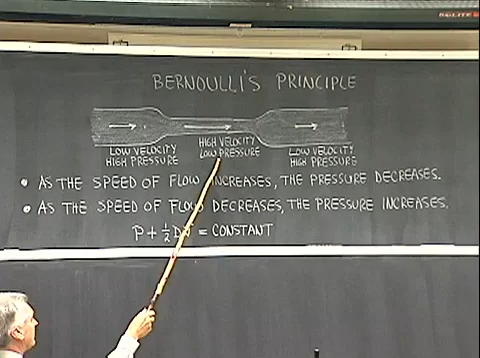 BERNOULLI'S PRINCIPLE
LOW VELOCITY
HIGH PRESSURE
HIGH VELOCITY
LOW PRESSURE
LOW VELOCITY
HIGH PRESSURE
• AS THE SPEED OF FLOW INCREASES, THE PRESSURE DECREASES.
• AS THE SPEED OF FLOW DECREASES, THE PRESSURE INCREASES.
P + 1/2 = CONSTANT